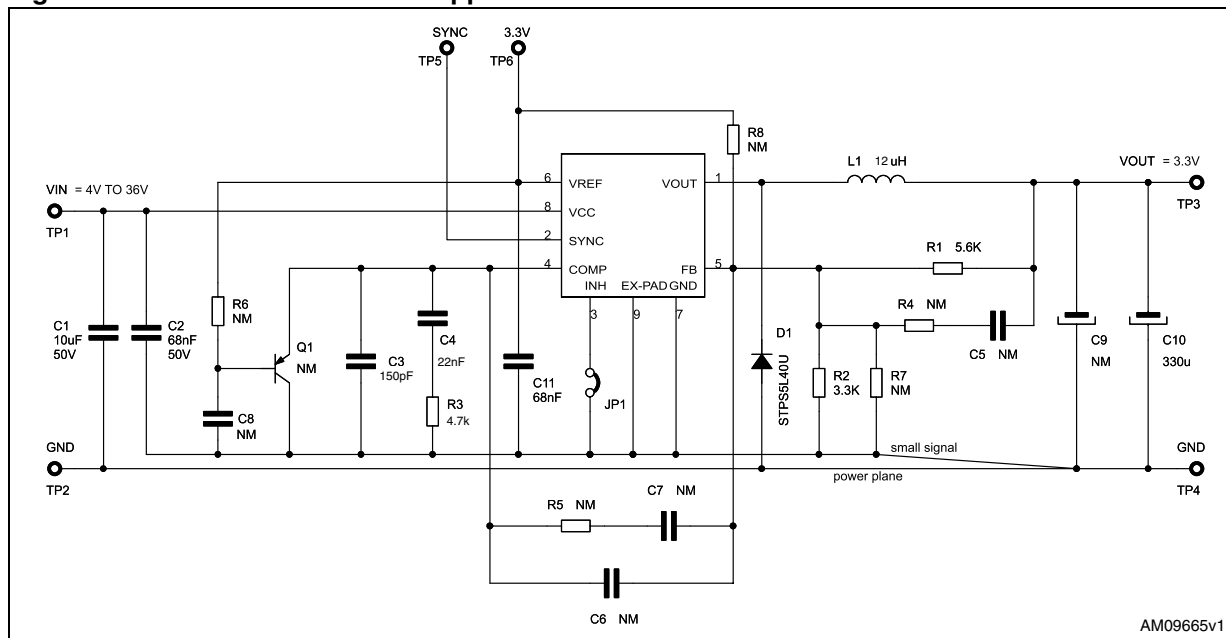 SYNC
TP5
3.3V
TP6
R8
NM
L1 12 uH
VOUT = 3.3V
TP3
VIN = 4V TO 36V
TP1
6 VREF
VOUT 1
8 VCC
2 SYNC
4 COMP
FB 5
INH
EX-PAD
GND
3
9
7
R1 5.6K
R4 NM
C5 NM
R6
NM
C1
10uF
50V
C2
68nF
50V
Q1
NM
C3
150pF
C4
22nF
R3
4.7k
C11
68nF
JP1
D1
STPS5L40U
R2
3.3K
R7
NM
C9
NM
C10
330u
C8
NM
GND
TP2
small signal
power plane
GND
TP4
R5 NM
C7 NM
C6 NM
AM09665v1